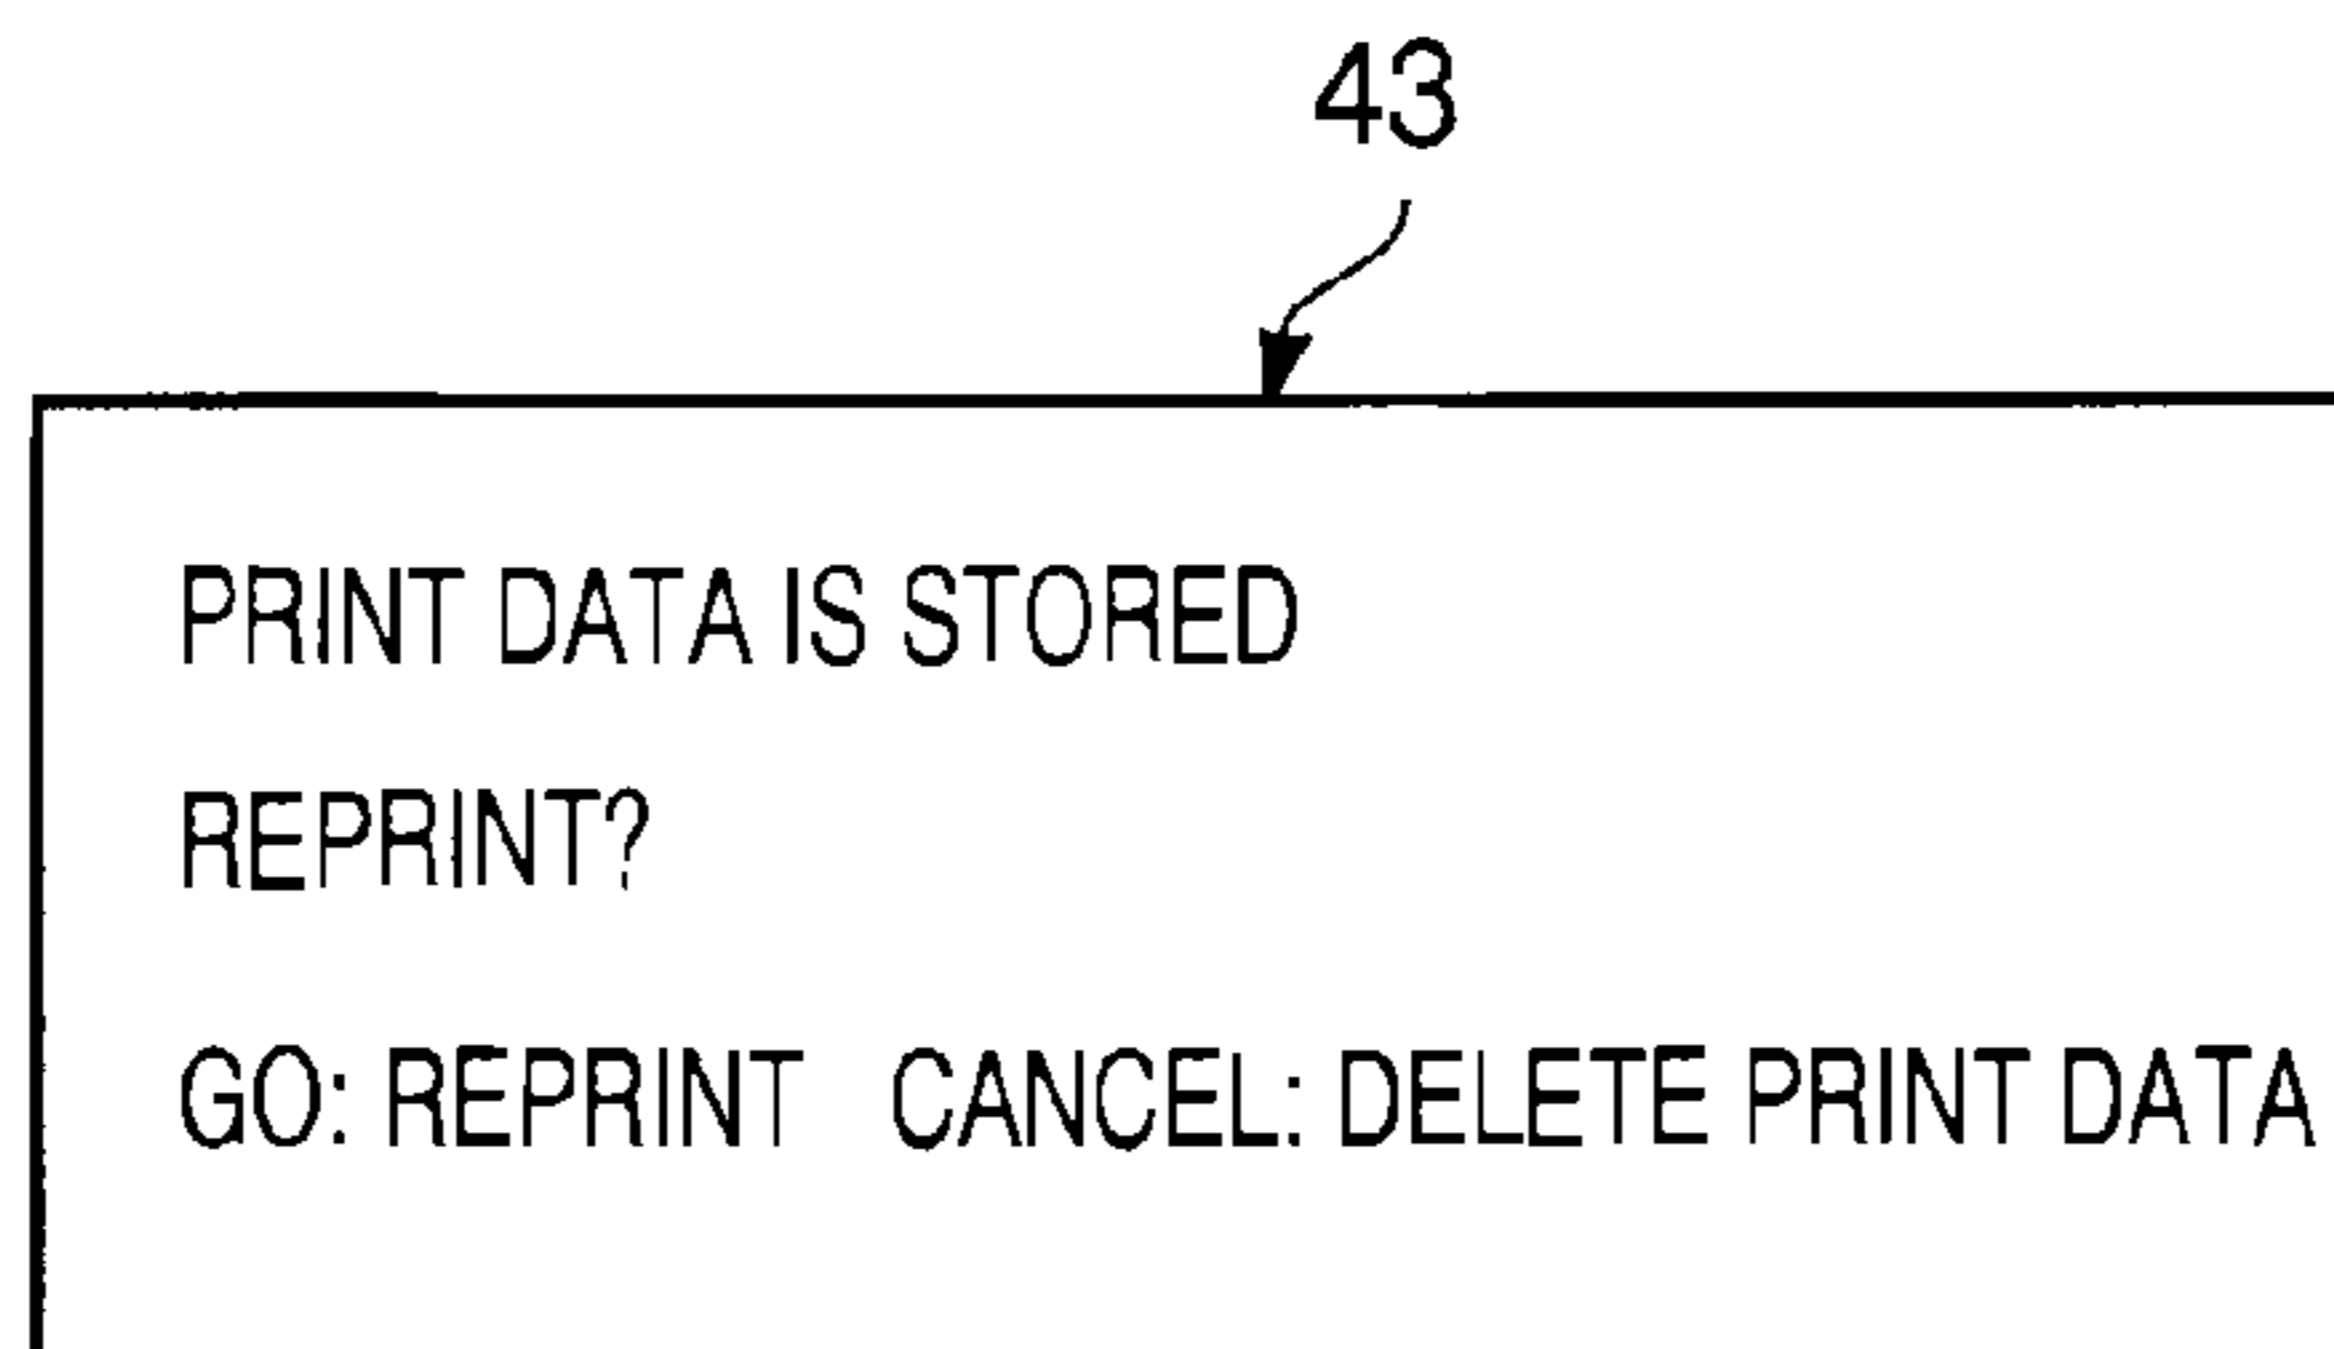 43
PRINT DATA IS STORED
REPRINT?
GO: REPRINT CANCEL: DELETE PRINT DATA